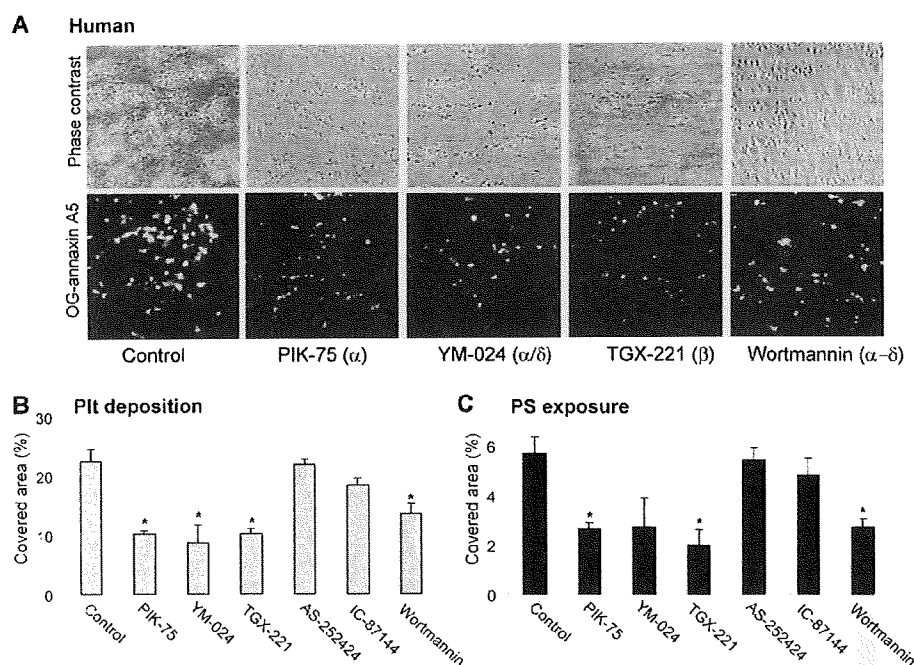 A Human
Phase contrast
OG-annaxin A5
Control PIK-75 (α) YM-024 (α/δ) TGX-221 (β) Wortmannin (α-δ)
B Plt deposition
Covered area (%)
30
20
10
0
* * * *
Control PIK-75 YM-024 TGX-221 AS-252424 IC-87144 Wortmannin
C PS exposure
Covered area (%)
6
4
2
0
* * *
Control PIK-75 YM-024 TGX-221 AS-252424 IC-87144 Wortmannin